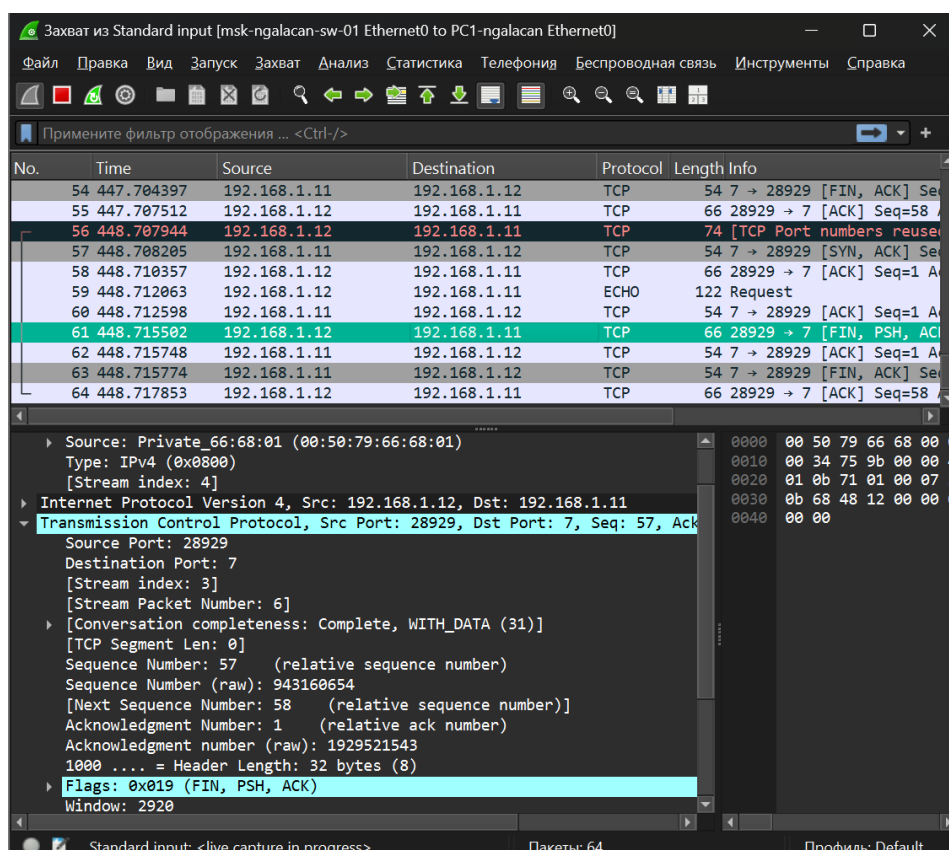 Захват из Standard input [msk-ngalacan-sw-01 Ethernet0 to PC1-ngalacan Ethernet0]
Файл Правка Вид Запуск Захват Анализ Статистика Телефония Беспроводная связь Инструменты Справка
Примените фильтр отображения ... <Ctrl-/>
No. Time Source Destination Protocol Length Info
54 447.704397 192.168.1.11 192.168.1.12 TCP 54 7 → 28929 [FIN, ACK] Se
55 447.707512 192.168.1.12 192.168.1.11 TCP 66 28929 → 7 [ACK] Seq=58 A
56 448.707944 192.168.1.12 192.168.1.11 TCP 74 [TCP Port numbers reuse
57 448.708205 192.168.1.11 192.168.1.12 TCP 54 7 → 28929 [SYN, ACK] Se
58 448.710357 192.168.1.12 192.168.1.11 TCP 66 28929 → 7 [ACK] Seq=1 A
59 448.712063 192.168.1.12 192.168.1.11 ECHO 122 Request
60 448.712598 192.168.1.11 192.168.1.12 TCP 54 7 → 28929 [ACK] Seq=1 A
61 448.715502 192.168.1.12 192.168.1.11 TCP 66 28929 → 7 [FIN, PSH, AC
62 448.715748 192.168.1.11 192.168.1.12 TCP 54 7 → 28929 [ACK] Seq=1 A
63 448.715774 192.168.1.11 192.168.1.12 TCP 54 7 → 28929 [FIN, ACK] Se
64 448.717853 192.168.1.12 192.168.1.11 TCP 66 28929 → 7 [ACK] Seq=58
Source: Private_66:68:01 (00:50:79:66:68:01)
Type: IPv4 (0x0800)
[Stream index: 4]
Internet Protocol Version 4, Src: 192.168.1.12, Dst: 192.168.1.11
Transmission Control Protocol, Src Port: 28929, Dst Port: 7, Seq: 57, Ack
Source Port: 28929
Destination Port: 7
[Stream index: 3]
[Stream Packet Number: 6]
[Conversation completeness: Complete, WITH_DATA (31)]
[TCP Segment Len: 0]
Sequence Number: 57 (relative sequence number)
Sequence Number (raw): 943160654
[Next Sequence Number: 58 (relative sequence number)]
Acknowledgment Number: 1 (relative ack number)
Acknowledgment number (raw): 1929521543
1000 .... = Header Length: 32 bytes (8)
Flags: 0x019 (FIN, PSH, ACK)
Window: 2920
0000 00 50 79 66 68 00
0010 00 34 75 9b 00 00
0020 01 0b 71 01 00 07
0030 0b 68 48 12 00 00
0040 00 00
Standard input: <live capture in progress> Пакеты: 64 Профиль: Default